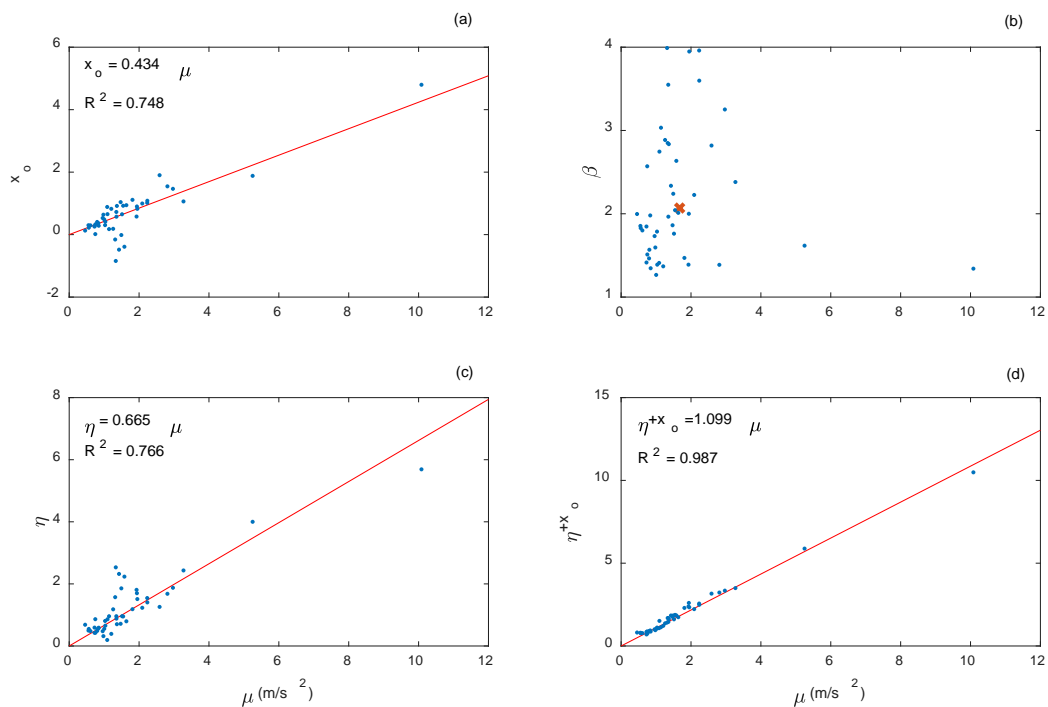 (a)
6
4
2
0
-2
x o
x o = 0.434 μ
R 2 = 0.748
0 2 4 6 8 10 12
(b)
4
3
2
1
β
0 2 4 6 8 10 12
(c)
8
6
4
2
0
η
η = 0.665 μ
R 2 = 0.766
0 2 4 6 8 10 12
μ (m/s 2)
(d)
15
10
5
0
η+x o
η+x o =1.099 μ
R 2 = 0.987
0 2 4 6 8 10 12
μ (m/s 2)